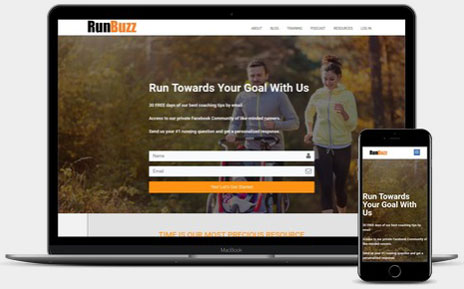 RunBuzz
ABOUT BLOG TRAINING PODCAST RESOURCES LOG IN
Run Towards Your Goal With Us
30 FREE days of our best coaching tips by email.
Access to our private Facebook Community of like-minded runners.
Send us your #1 running question and get a personalized response.
Name
Email
Yes! Let's Get Started
TIME IS OUR MOST PRECIOUS RESOURCE
MacBook
RunBuzz
Run Towards
Your Goal With
Us
30 FREE days of our best coaching tips by
email.
Access to our private Facebook Community of
like-minded runners.
Send us your #1 running question and get a
personalized response.